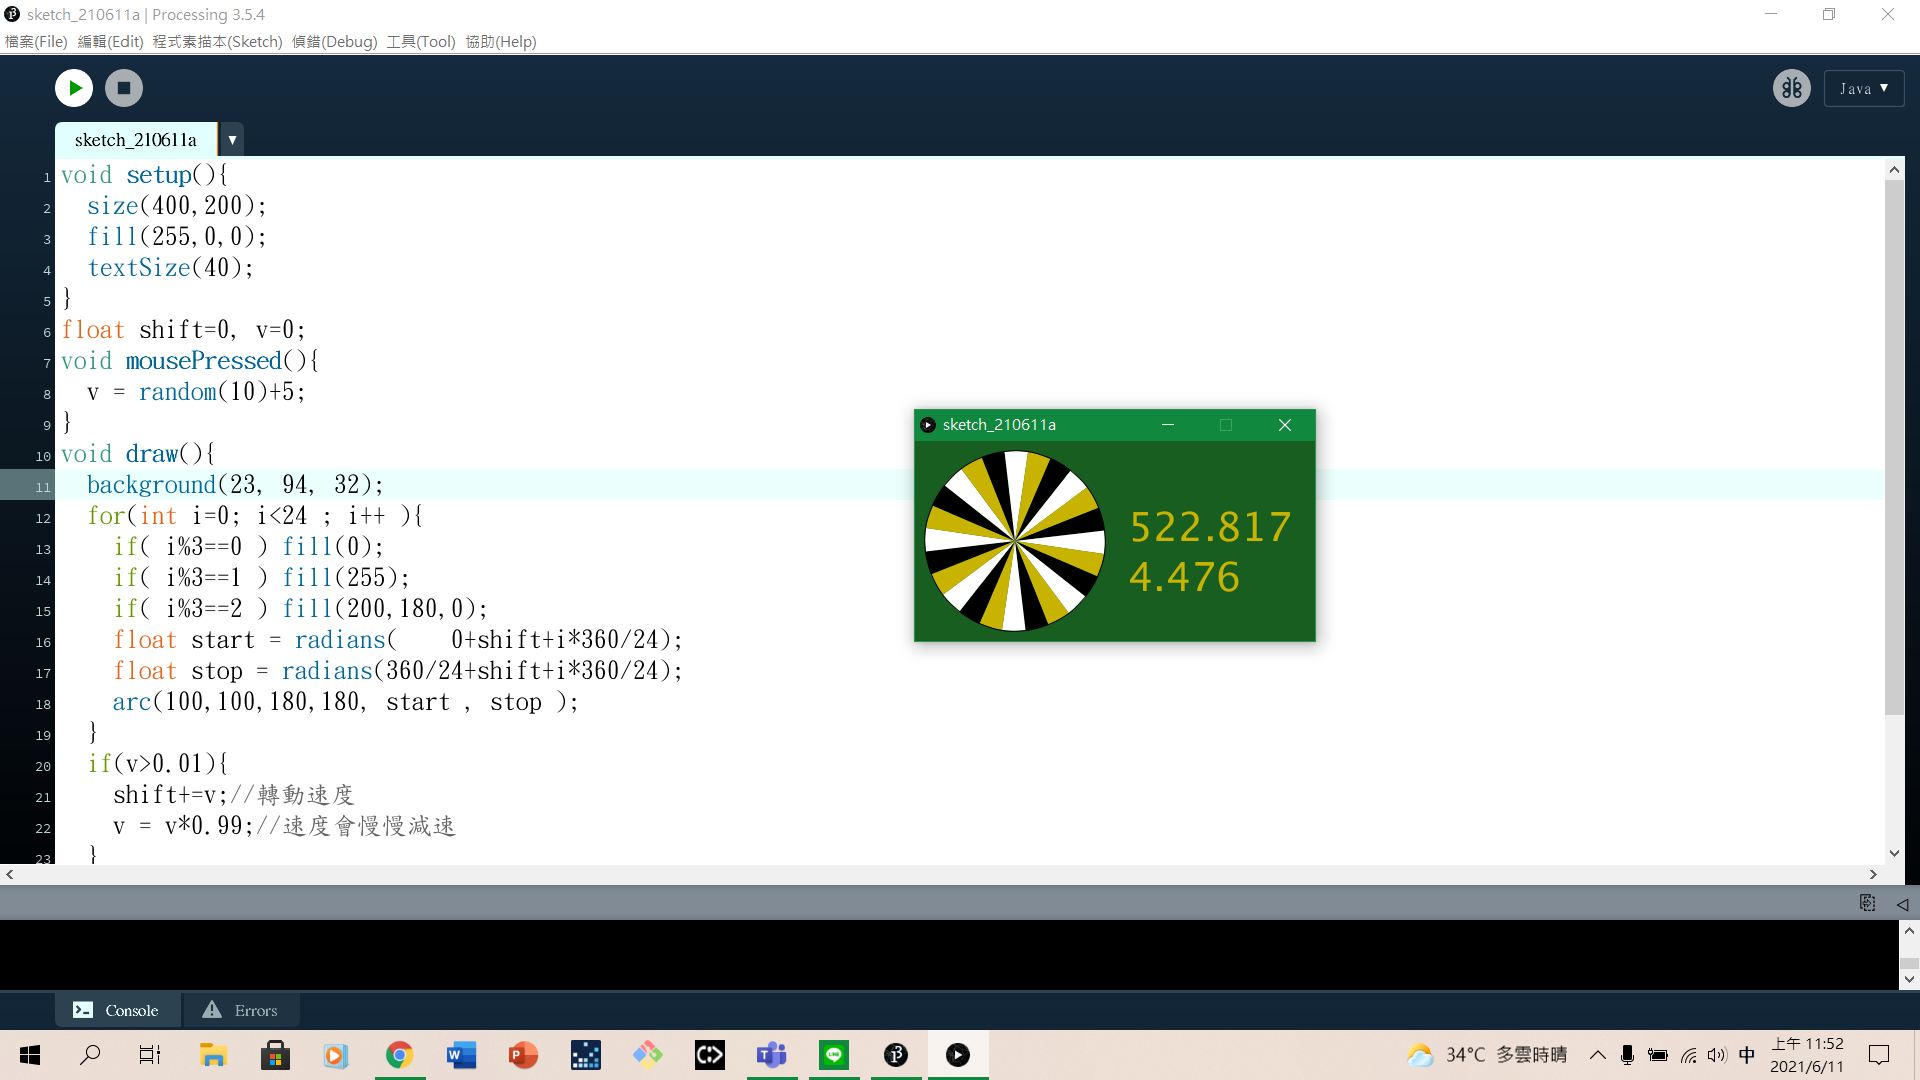 sketch_210611a | Processing 3.5.4
檔案(File) 編輯(Edit) 程式素描本(Sketch) 偵錯(Debug) 工具(Tool) 協助(Help)
Java ▼
sketch_210611a ▼
1 void setup(){
2   size(400,200);
3   fill(255,0,0);
4   textSize(40);
5 }
6 float shift=0, v=0;
7 void mousePressed(){
8   v = random(10)+5;
9 }
10 void draw(){
11   background(23, 94, 32);
12   for(int i=0; i<24 ; i++ ){
13     if( i%3==0 ) fill(0);
14     if( i%3==1 ) fill(255);
15     if( i%3==2 ) fill(200,180,0);
16     float start = radians(    0+shift+i*360/24);
17     float stop = radians(360/24+shift+i*360/24);
18     arc(100,100,180,180, start , stop );
19   }
20   if(v>0.01){
21     shift+=v;//轉動速度
22     v = v*0.99;//速度會慢慢減速
23   }
sketch_210611a
522.817
4.476
Console
Errors
34°C 多雲時晴
中
上午 11:52
2021/6/11